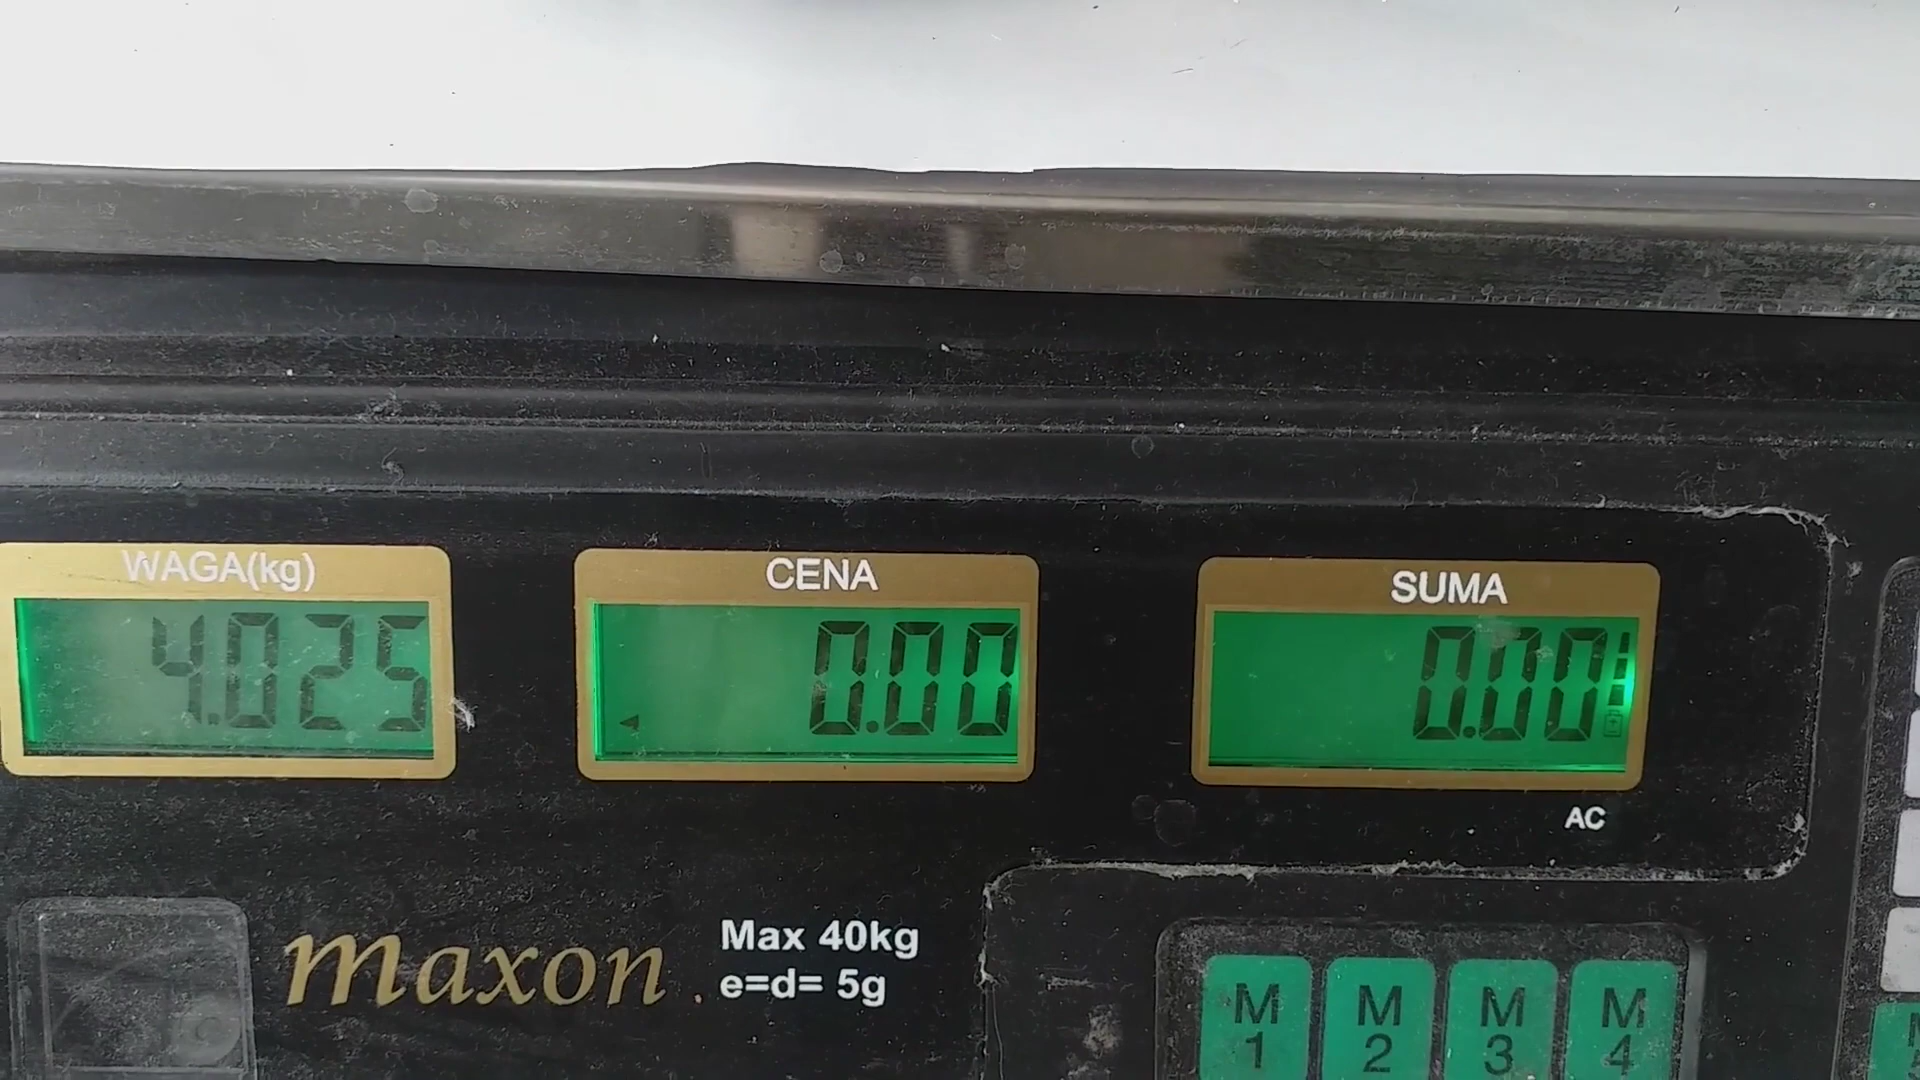 WAGA(kg)
4.025
CENA
0.00
SUMA
0.00
AC
maxon
Max 40kg
e=d= 5g
M
1
M
2
M
3
M
4